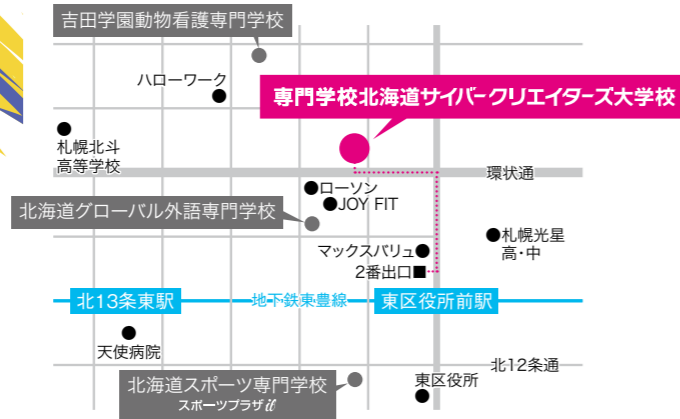 吉田学園動物看護専門学校
ハローワーク
専門学校北海道サイバークリエイターズ大学校
札幌北斗
高等学校
環状通
ローソン
JOY FIT
北海道グローバル外語専門学校
札幌光星
高・中
マックスバリュ
2番出口
北13条東駅
地下鉄東豊線
東区役所前駅
天使病院
北12条通
北海道スポーツ専門学校
スポーツプラザ
東区役所